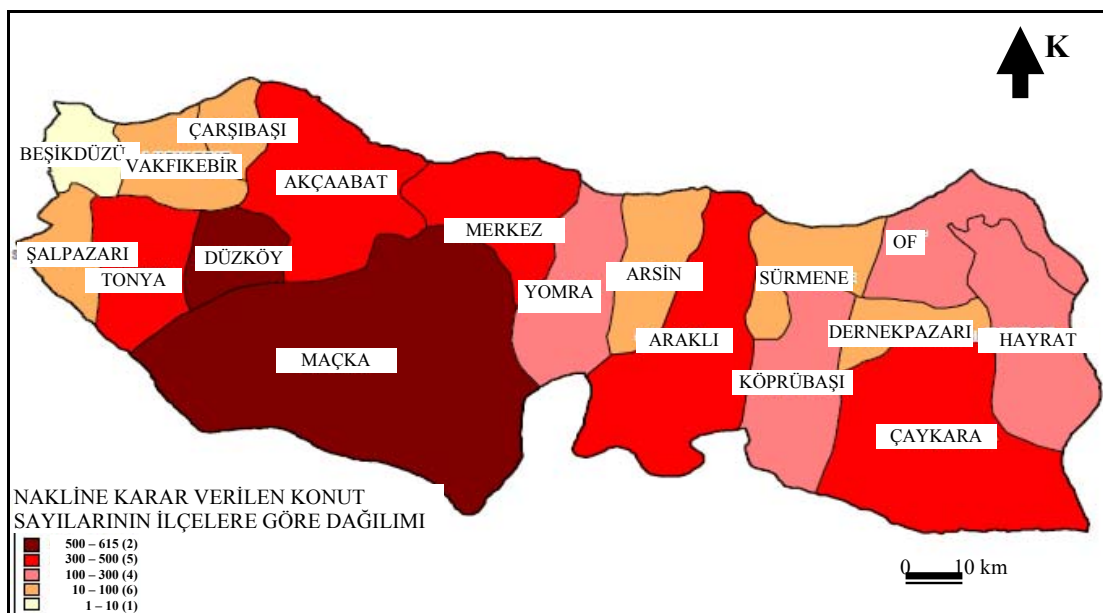 K
ÇARŞIBAŞI
BEŞİKDÜZÜ
VAKFIKEBİR
AKÇAABAT
MERKEZ
OF
ŞALPAZARI
DÜZKÖY
TONYA
YOMRA
ARSİN
SÜRMENE
DERNEKPAZARI
HAYRAT
ARAKLI
MAÇKA
KÖPRÜBAŞI
ÇAYKARA
NAKLİNE KARAR VERİLEN KONUT
SAYILARININ İLÇELERE GÖRE DAĞILIMI
500 – 615 (2)
300 – 500 (5)
100 – 300 (4)
10 – 100 (6)
1 – 10 (1)
0 10 km